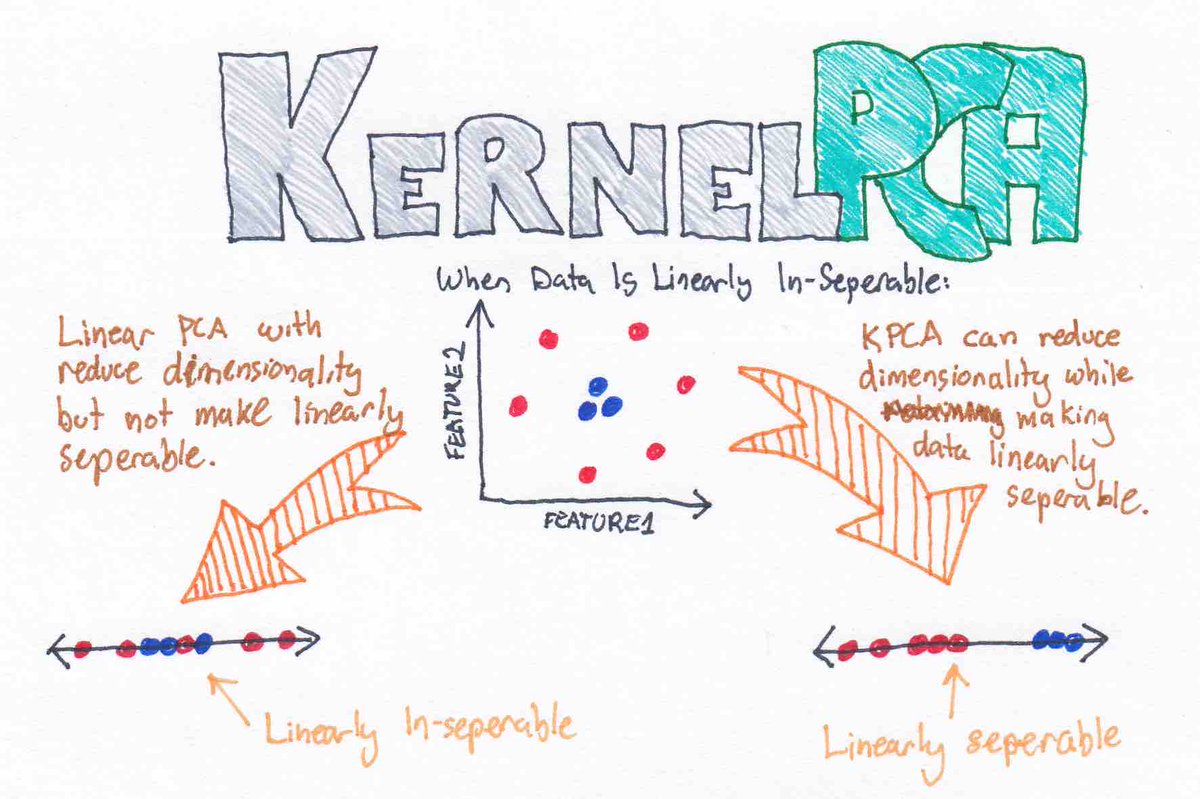 KERNEL PCA
When Data Is Linearly In-Seperable:
Linear PCA with
reduce dimensionality
but not make linearly
seperable.
FEATURE2
FEATURE1
KPCA can reduce
dimensionality while
making
data linearly
seperable.
Linearly In-seperable
Linearly seperable